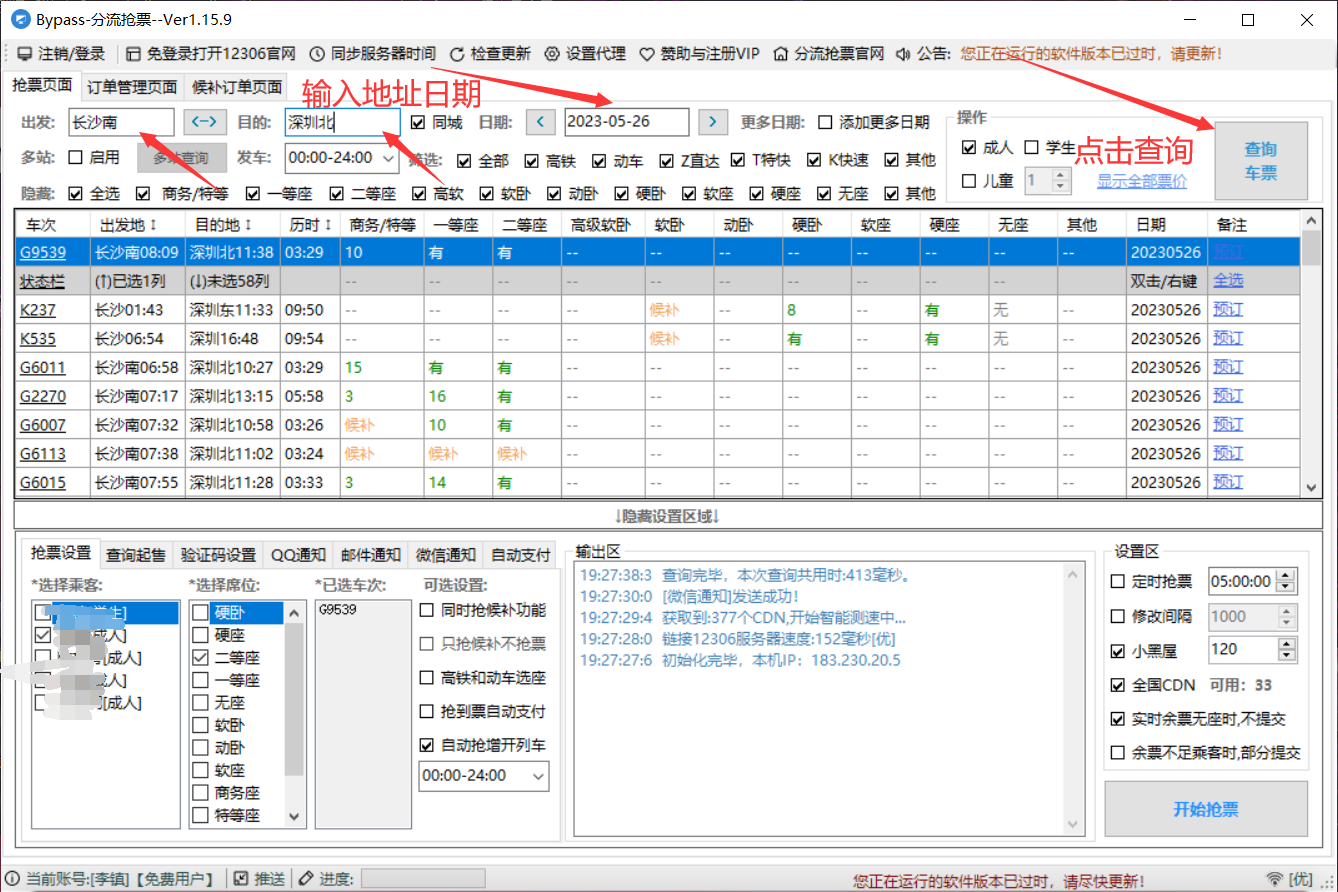 Bypass-分流抢票--Ver1.15.9
注销/登录 免登录打开12306官网 同步服务器时间 检查更新 设置代理 赞助与注册VIP 分流抢票官网 公告: 您正在运行的软件版本已过时，请更新!
抢票页面 订单管理页面 候补订单页面
输入地址日期
出发: 长沙南 <-> 目的: 深圳北 同城 日期: < 2023-05-26 > 更多日期: 添加更多日期
操作
成人 学生
点击查询
查询
车票
多站: 启用 多站查询 发车: 00:00-24:00 筛选: 全部 高铁 动车 Z直达 T特快 K快速 其他
儿童 1 显示全部票价
隐藏: 全选 商务/特等 一等座 二等座 高软 软卧 动卧 硬卧 软座 硬座 无座 其他
车次 出发地↕ 目的地↕ 历时↕ 商务/特等 一等座 二等座 高级软卧 软卧 动卧 硬卧 软座 硬座 无座 其他 日期 备注
G9539 长沙南08:09 深圳北11:38 03:29 10 有 有 -- -- -- -- -- -- -- -- 20230526 预订
状态栏 (↑)已选1列 (↓)未选58列 -- -- -- -- -- -- -- -- -- -- -- 双击/右键 全选
K237 长沙01:43 深圳东11:33 09:50 -- -- -- -- 候补 -- 8 -- 有 无 -- 20230526 预订
K535 长沙06:54 深圳16:48 09:54 -- -- -- -- 候补 -- 有 -- 有 无 -- 20230526 预订
G6011 长沙南06:58 深圳北10:27 03:29 15 有 有 -- -- -- -- -- -- -- -- 20230526 预订
G2270 长沙南07:17 深圳北13:15 05:58 3 16 有 -- -- -- -- -- -- -- -- 20230526 预订
G6007 长沙南07:32 深圳北10:58 03:26 候补 10 有 -- -- -- -- -- -- -- -- 20230526 预订
G6113 长沙南07:38 深圳北11:02 03:24 候补 候补 候补 -- -- -- -- -- -- -- -- 20230526 预订
G6015 长沙南07:55 深圳北11:28 03:33 3 14 有 -- -- -- -- -- -- -- -- 20230526 预订
↓隐藏设置区域↓
抢票设置 查询起售 验证码设置 QQ通知 邮件通知 微信通知 自动支付
*选择乘客:
学生]
成人]
[成人]
成人]
[成人]
*选择席位:
硬卧
硬座
二等座
一等座
无座
软卧
动卧
软座
商务座
特等座
*已选车次:
G9539
可选设置:
同时抢候补功能
只抢候补不抢票
高铁和动车选座
抢到票自动支付
自动抢增开列车
00:00-24:00
输出区
19:27:38:3 查询完毕，本次查询共用时:413毫秒。
19:27:30:0 [微信通知]发送成功!
19:27:29:4 获取到:377个CDN,开始智能测速中...
19:27:28:0 链接12306服务器速度:152毫秒[优]
19:27:27:6 初始化完毕，本机IP：183.230.20.5
设置区
定时抢票 05:00:00
修改间隔 1000
小黑屋 120
全国CDN 可用：33
实时余票无座时,不提交
余票不足乘客时,部分提交
开始抢票
当前账号:[李镇]【免费用户】 推送 进度: 您正在运行的软件版本已过时，请尽快更新! [优]